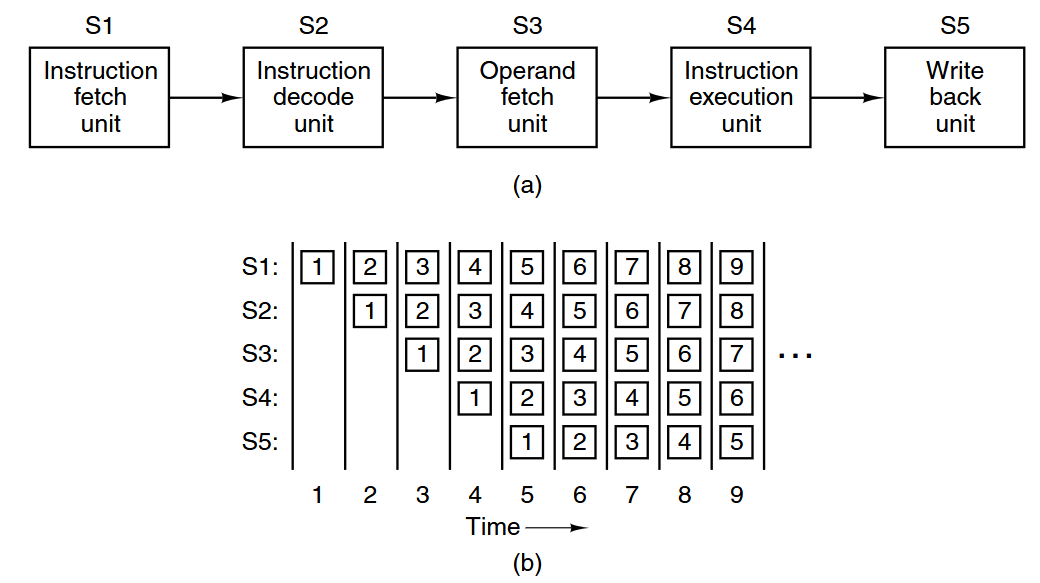 S1 S2 S3 S4 S5
Instruction fetch unit
Instruction decode unit
Operand fetch unit
Instruction execution unit
Write back unit
(a)
S1: 1 2 3 4 5 6 7 8 9
S2: 1 2 3 4 5 6 7 8
S3: 1 2 3 4 5 6 7 ...
S4: 1 2 3 4 5 6
S5: 1 2 3 4 5
1 2 3 4 5 6 7 8 9
Time
(b)